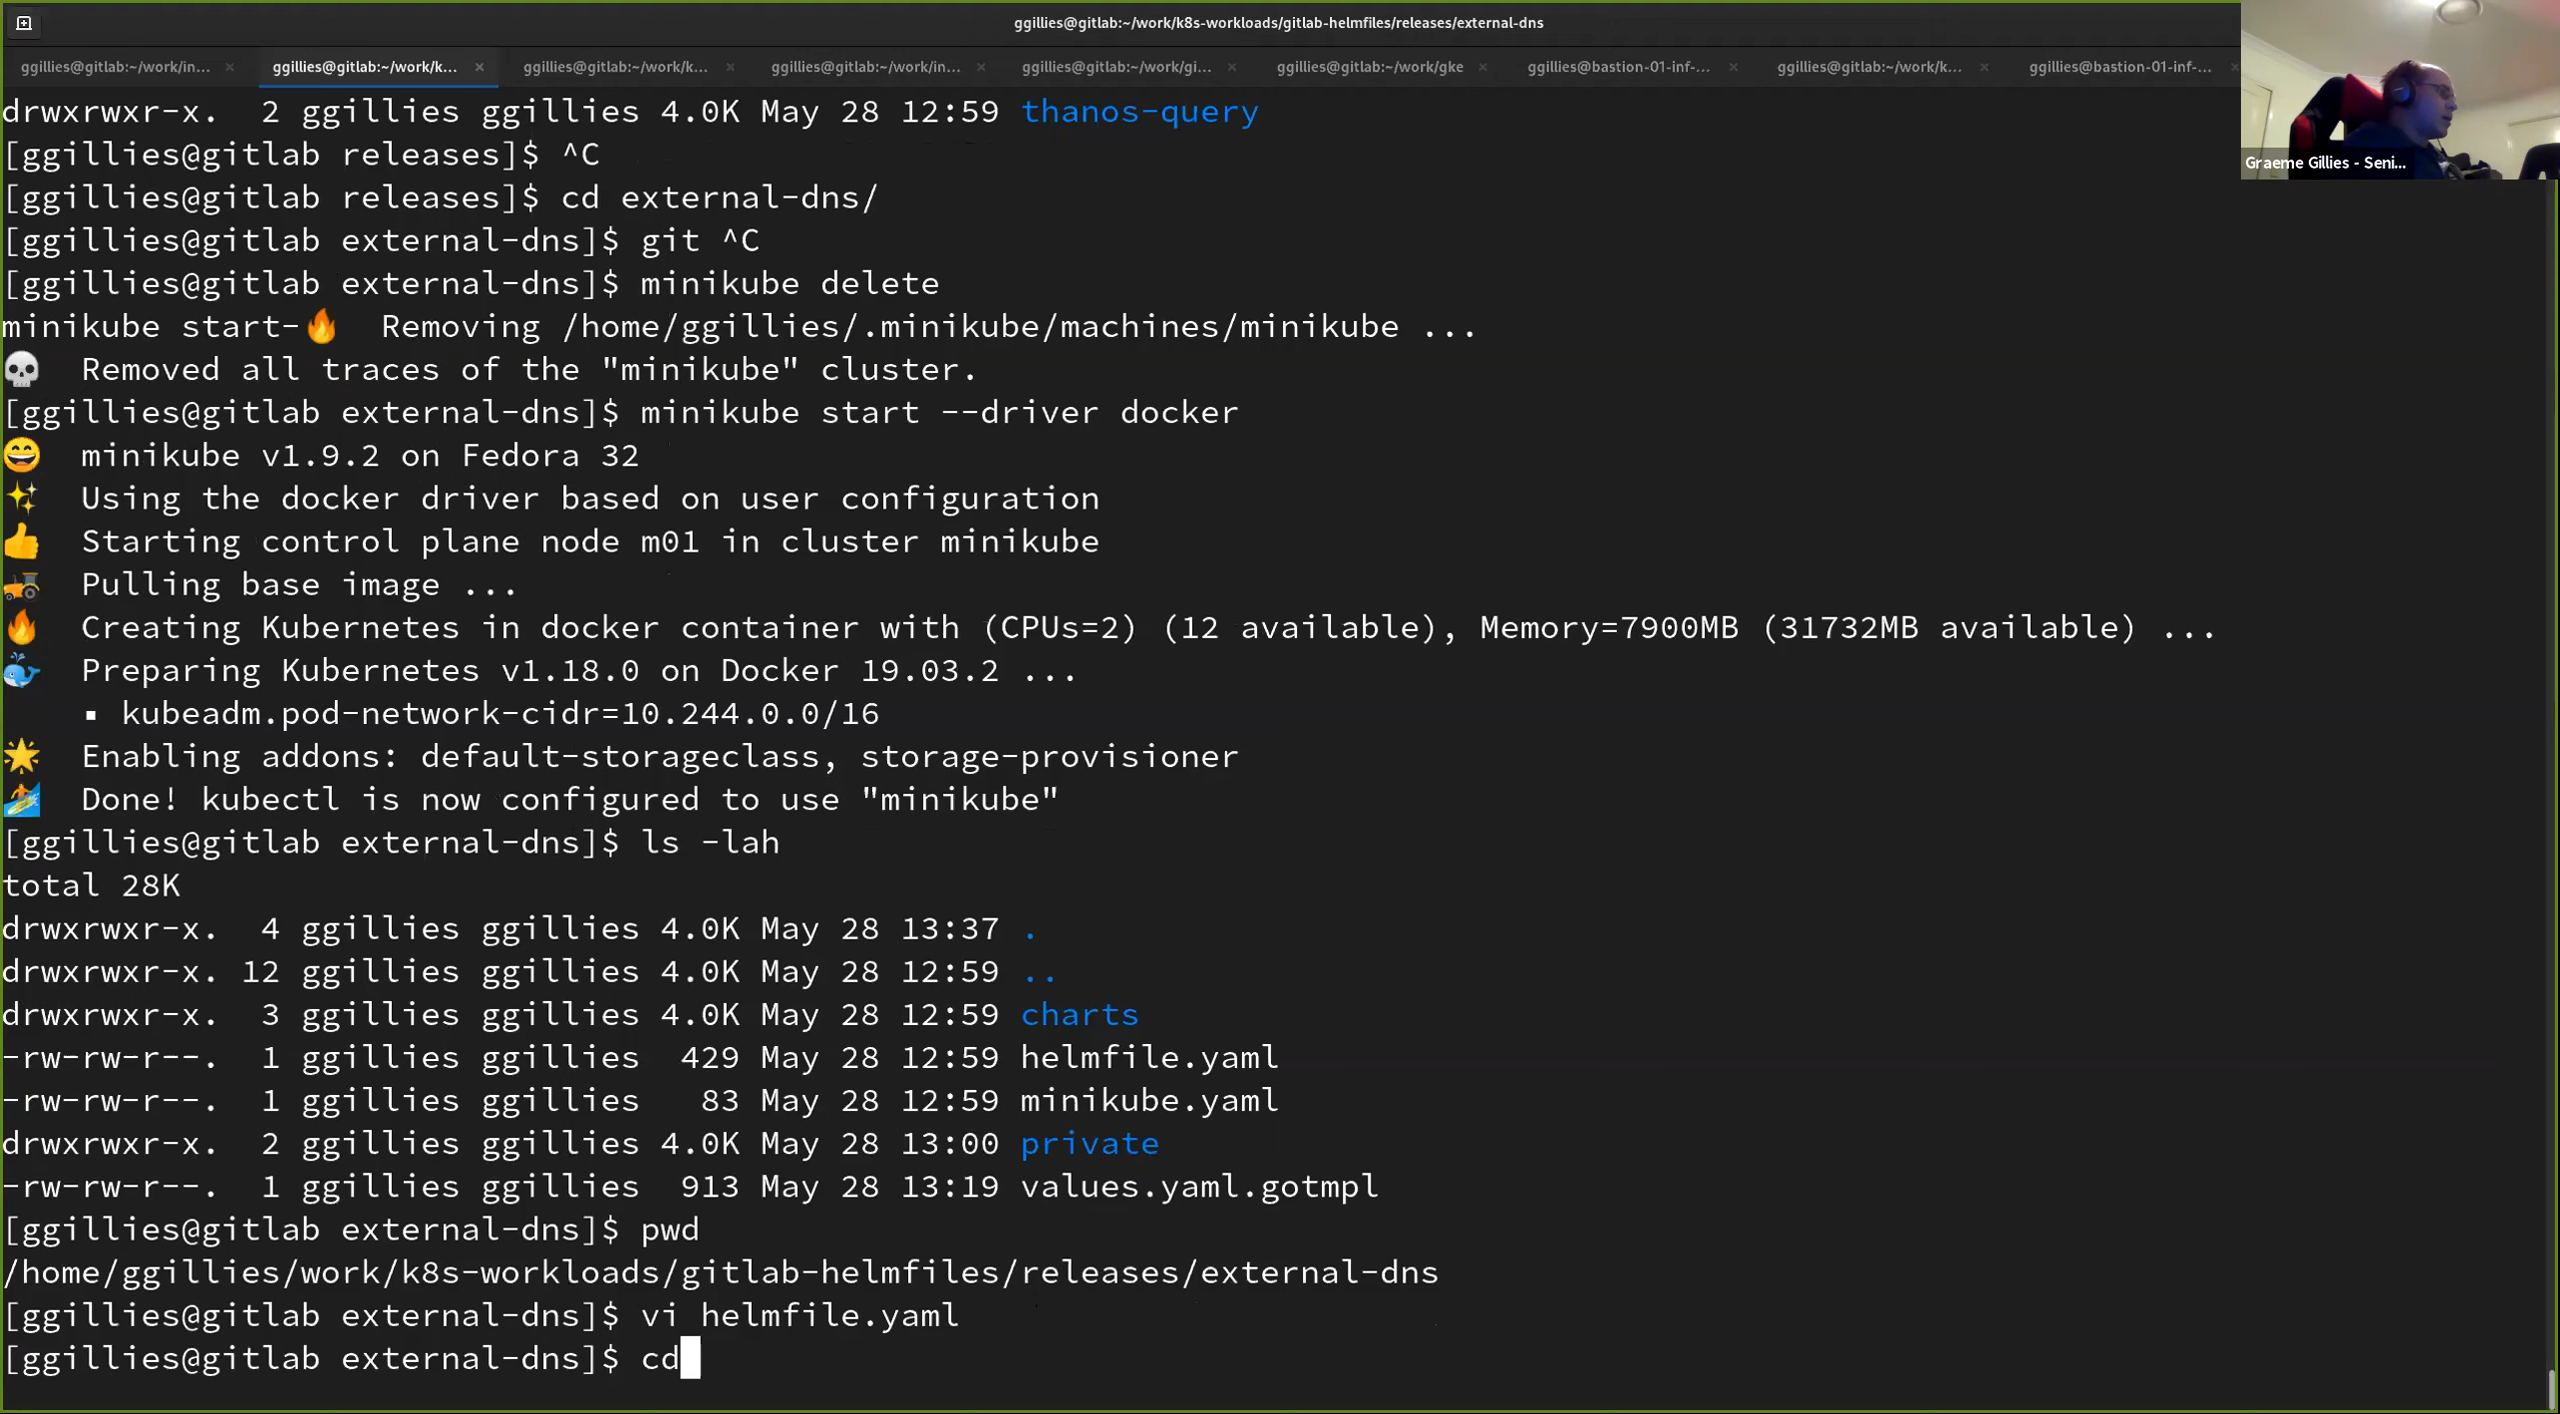 ggillies@gitlab:~/work/k8s-workloads/gitlab-helmfiles/releases/external-dns
ggillies@gitlab:~/work/in... × ggillies@gitlab:~/work/k... × ggillies@gitlab:~/work/k... × ggillies@gitlab:~/work/in... × ggillies@gitlab:~/work/gi... × ggillies@gitlab:~/work/gke × ggillies@bastion-01-inf-... × ggillies@gitlab:~/work/k... × ggillies@bastion-01-inf-... ×
Graeme Gillies - Seni...
drwxrwxr-x.  2 ggillies ggillies 4.0K May 28 12:59 thanos-query
[ggillies@gitlab releases]$ ^C
[ggillies@gitlab releases]$ cd external-dns/
[ggillies@gitlab external-dns]$ git ^C
[ggillies@gitlab external-dns]$ minikube delete
minikube start-🔥  Removing /home/ggillies/.minikube/machines/minikube ...
💀  Removed all traces of the "minikube" cluster.
[ggillies@gitlab external-dns]$ minikube start --driver docker
😄  minikube v1.9.2 on Fedora 32
✨  Using the docker driver based on user configuration
👍  Starting control plane node m01 in cluster minikube
🚜  Pulling base image ...
🔥  Creating Kubernetes in docker container with (CPUs=2) (12 available), Memory=7900MB (31732MB available) ...
🐳  Preparing Kubernetes v1.18.0 on Docker 19.03.2 ...
    ▪ kubeadm.pod-network-cidr=10.244.0.0/16
🌟  Enabling addons: default-storageclass, storage-provisioner
🏄  Done! kubectl is now configured to use "minikube"
[ggillies@gitlab external-dns]$ ls -lah
total 28K
drwxrwxr-x.  4 ggillies ggillies 4.0K May 28 13:37 .
drwxrwxr-x. 12 ggillies ggillies 4.0K May 28 12:59 ..
drwxrwxr-x.  3 ggillies ggillies 4.0K May 28 12:59 charts
-rw-rw-r--.  1 ggillies ggillies  429 May 28 12:59 helmfile.yaml
-rw-rw-r--.  1 ggillies ggillies   83 May 28 12:59 minikube.yaml
drwxrwxr-x.  2 ggillies ggillies 4.0K May 28 13:00 private
-rw-rw-r--.  1 ggillies ggillies  913 May 28 13:19 values.yaml.gotmpl
[ggillies@gitlab external-dns]$ pwd
/home/ggillies/work/k8s-workloads/gitlab-helmfiles/releases/external-dns
[ggillies@gitlab external-dns]$ vi helmfile.yaml
[ggillies@gitlab external-dns]$ cd